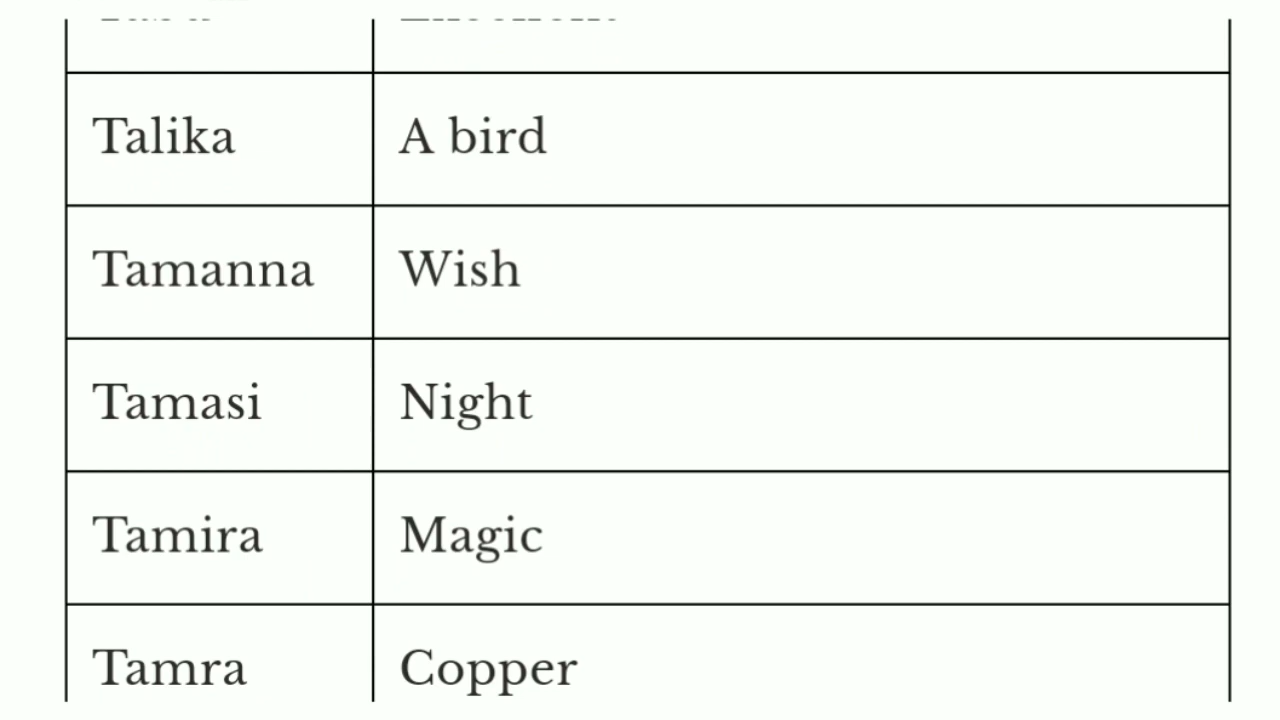 Talika A bird
Tamanna Wish
Tamasi Night
Tamira Magic
Tamra Copper